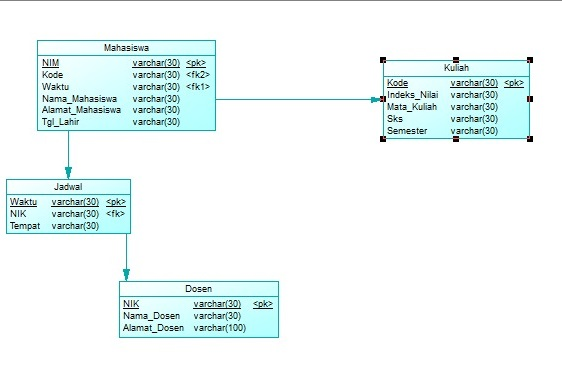 Mahasiswa
NIM varchar(30) <pk>
Kode varchar(30) <fk2>
Waktu varchar(30) <fk1>
Nama_Mahasiswa varchar(30)
Alamat_Mahasiswa varchar(30)
Tgl_Lahir varchar(30)
Kuliah
Kode varchar(30) <pk>
Indeks_Nilai varchar(30)
Mata_Kuliah varchar(30)
Sks varchar(30)
Semester varchar(30)
Jadwal
Waktu varchar(30) <pk>
NIK varchar(30) <fk>
Tempat varchar(30)
Dosen
NIK varchar(30) <pk>
Nama_Dosen varchar(30)
Alamat_Dosen varchar(100)